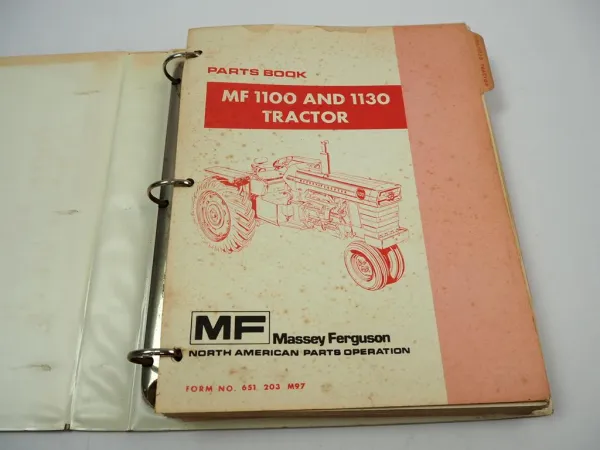 PARTS BOOK
MF 1100 AND 1130
TRACTOR
MF Massey Ferguson
NORTH AMERICAN PARTS OPERATION
FORM NO. 651 203 M97